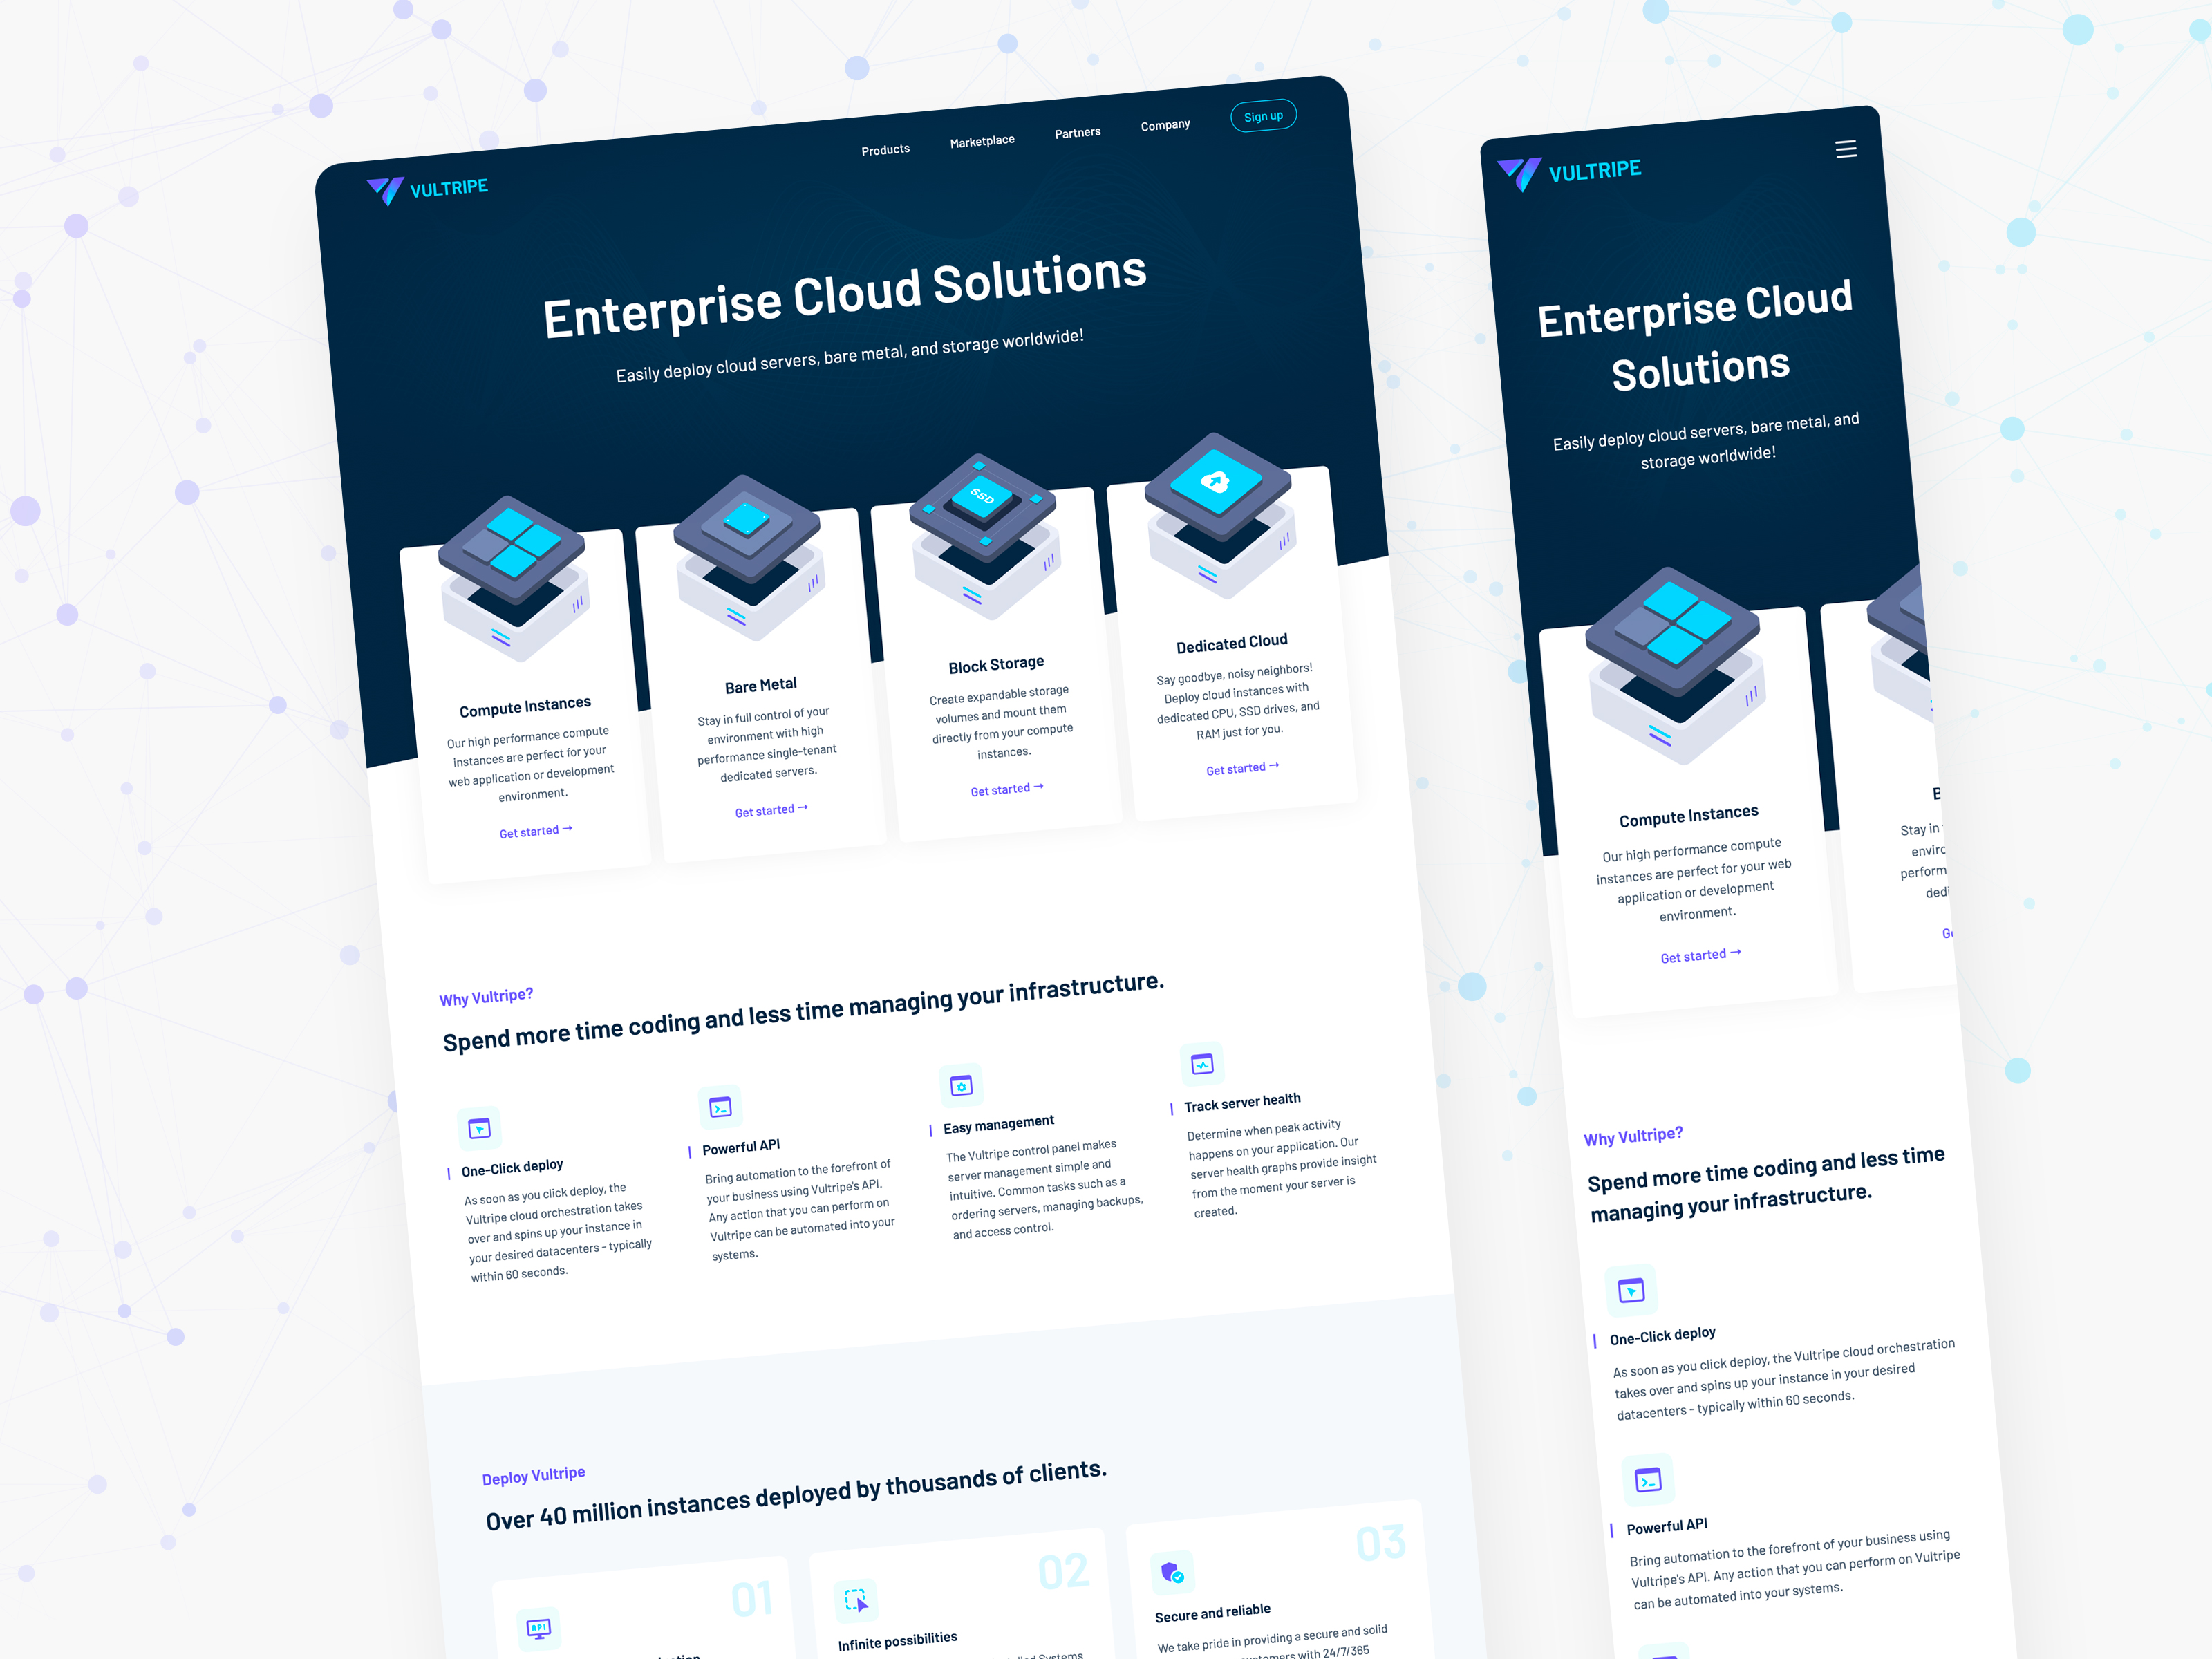 VULTRIPE
Products
Marketplace
Partners
Company
Sign up
Enterprise Cloud Solutions
Easily deploy cloud servers, bare metal, and storage worldwide!
Compute Instances
Our high performance compute
instances are perfect for your
web application or development
environment.
Get started →
Bare Metal
Stay in full control of your
environment with high
performance single-tenant
dedicated servers.
Get started →
SSD
Block Storage
Create expandable storage
volumes and mount them
directly from your compute
instances.
Get started →
Dedicated Cloud
Say goodbye, noisy neighbors!
Deploy cloud instances with
dedicated CPU, SSD drives, and
RAM just for you.
Get started →
Why Vultripe?
Spend more time coding and less time managing your infrastructure.
One-Click deploy
As soon as you click deploy, the
Vultripe cloud orchestration takes
over and spins up your instance in
your desired datacenters - typically
within 60 seconds.
Powerful API
Bring automation to the forefront of
your business using Vultripe's API.
Any action that you can perform on
Vultripe can be automated into your
systems.
Easy management
The Vultripe control panel makes
server management simple and
intuitive. Common tasks such as a
ordering servers, managing backups,
and access control.
Track server health
Determine when peak activity
happens on your application. Our
server health graphs provide insight
from the moment your server is
created.
Deploy Vultripe
Over 40 million instances deployed by thousands of clients.
01
API
02
Infinite possibilities
Systems
03
Secure and reliable
We take pride in providing a secure and solid
customers with 24/7/365
VULTRIPE
Enterprise Cloud
Solutions
Easily deploy cloud servers, bare metal, and
storage worldwide!
Compute Instances
Our high performance compute
instances are perfect for your web
application or development
environment.
Get started →
B
Stay in
enviro
perform
dedi
Ge
Why Vultripe?
Spend more time coding and less time
managing your infrastructure.
One-Click deploy
As soon as you click deploy, the Vultripe cloud orchestration
takes over and spins up your instance in your desired
datacenters - typically within 60 seconds.
Powerful API
Bring automation to the forefront of your business using
Vultripe's API. Any action that you can perform on Vultripe
can be automated into your systems.